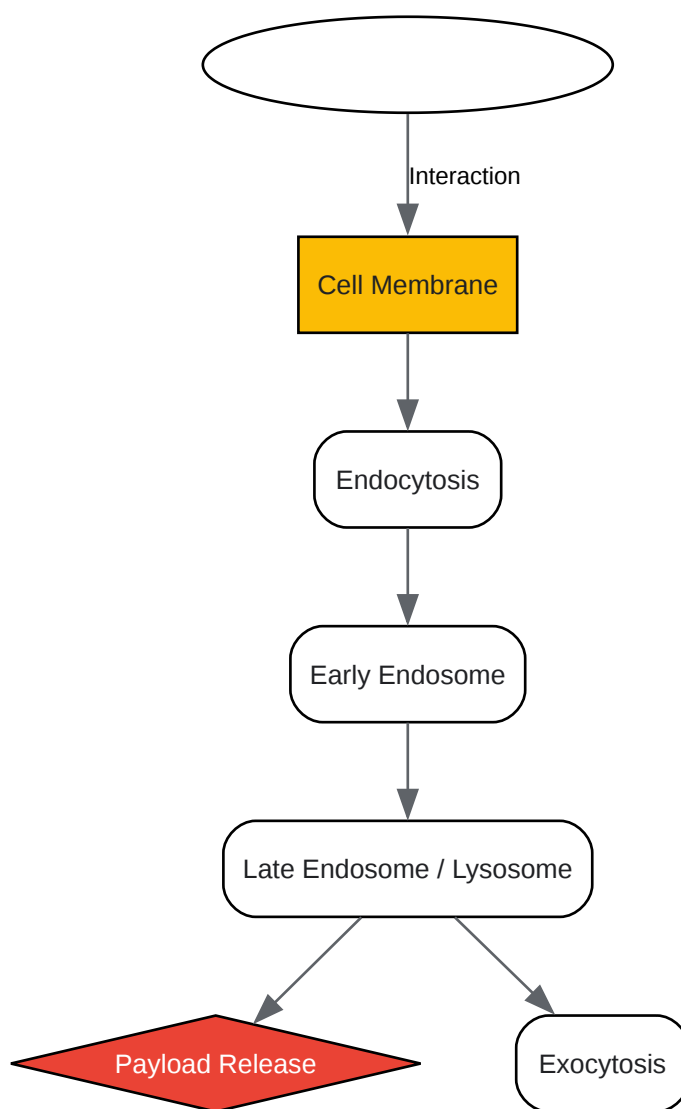 Interaction
Cell Membrane
Endocytosis
Early Endosome
Late Endosome / Lysosome
Payload Release
Exocytosis